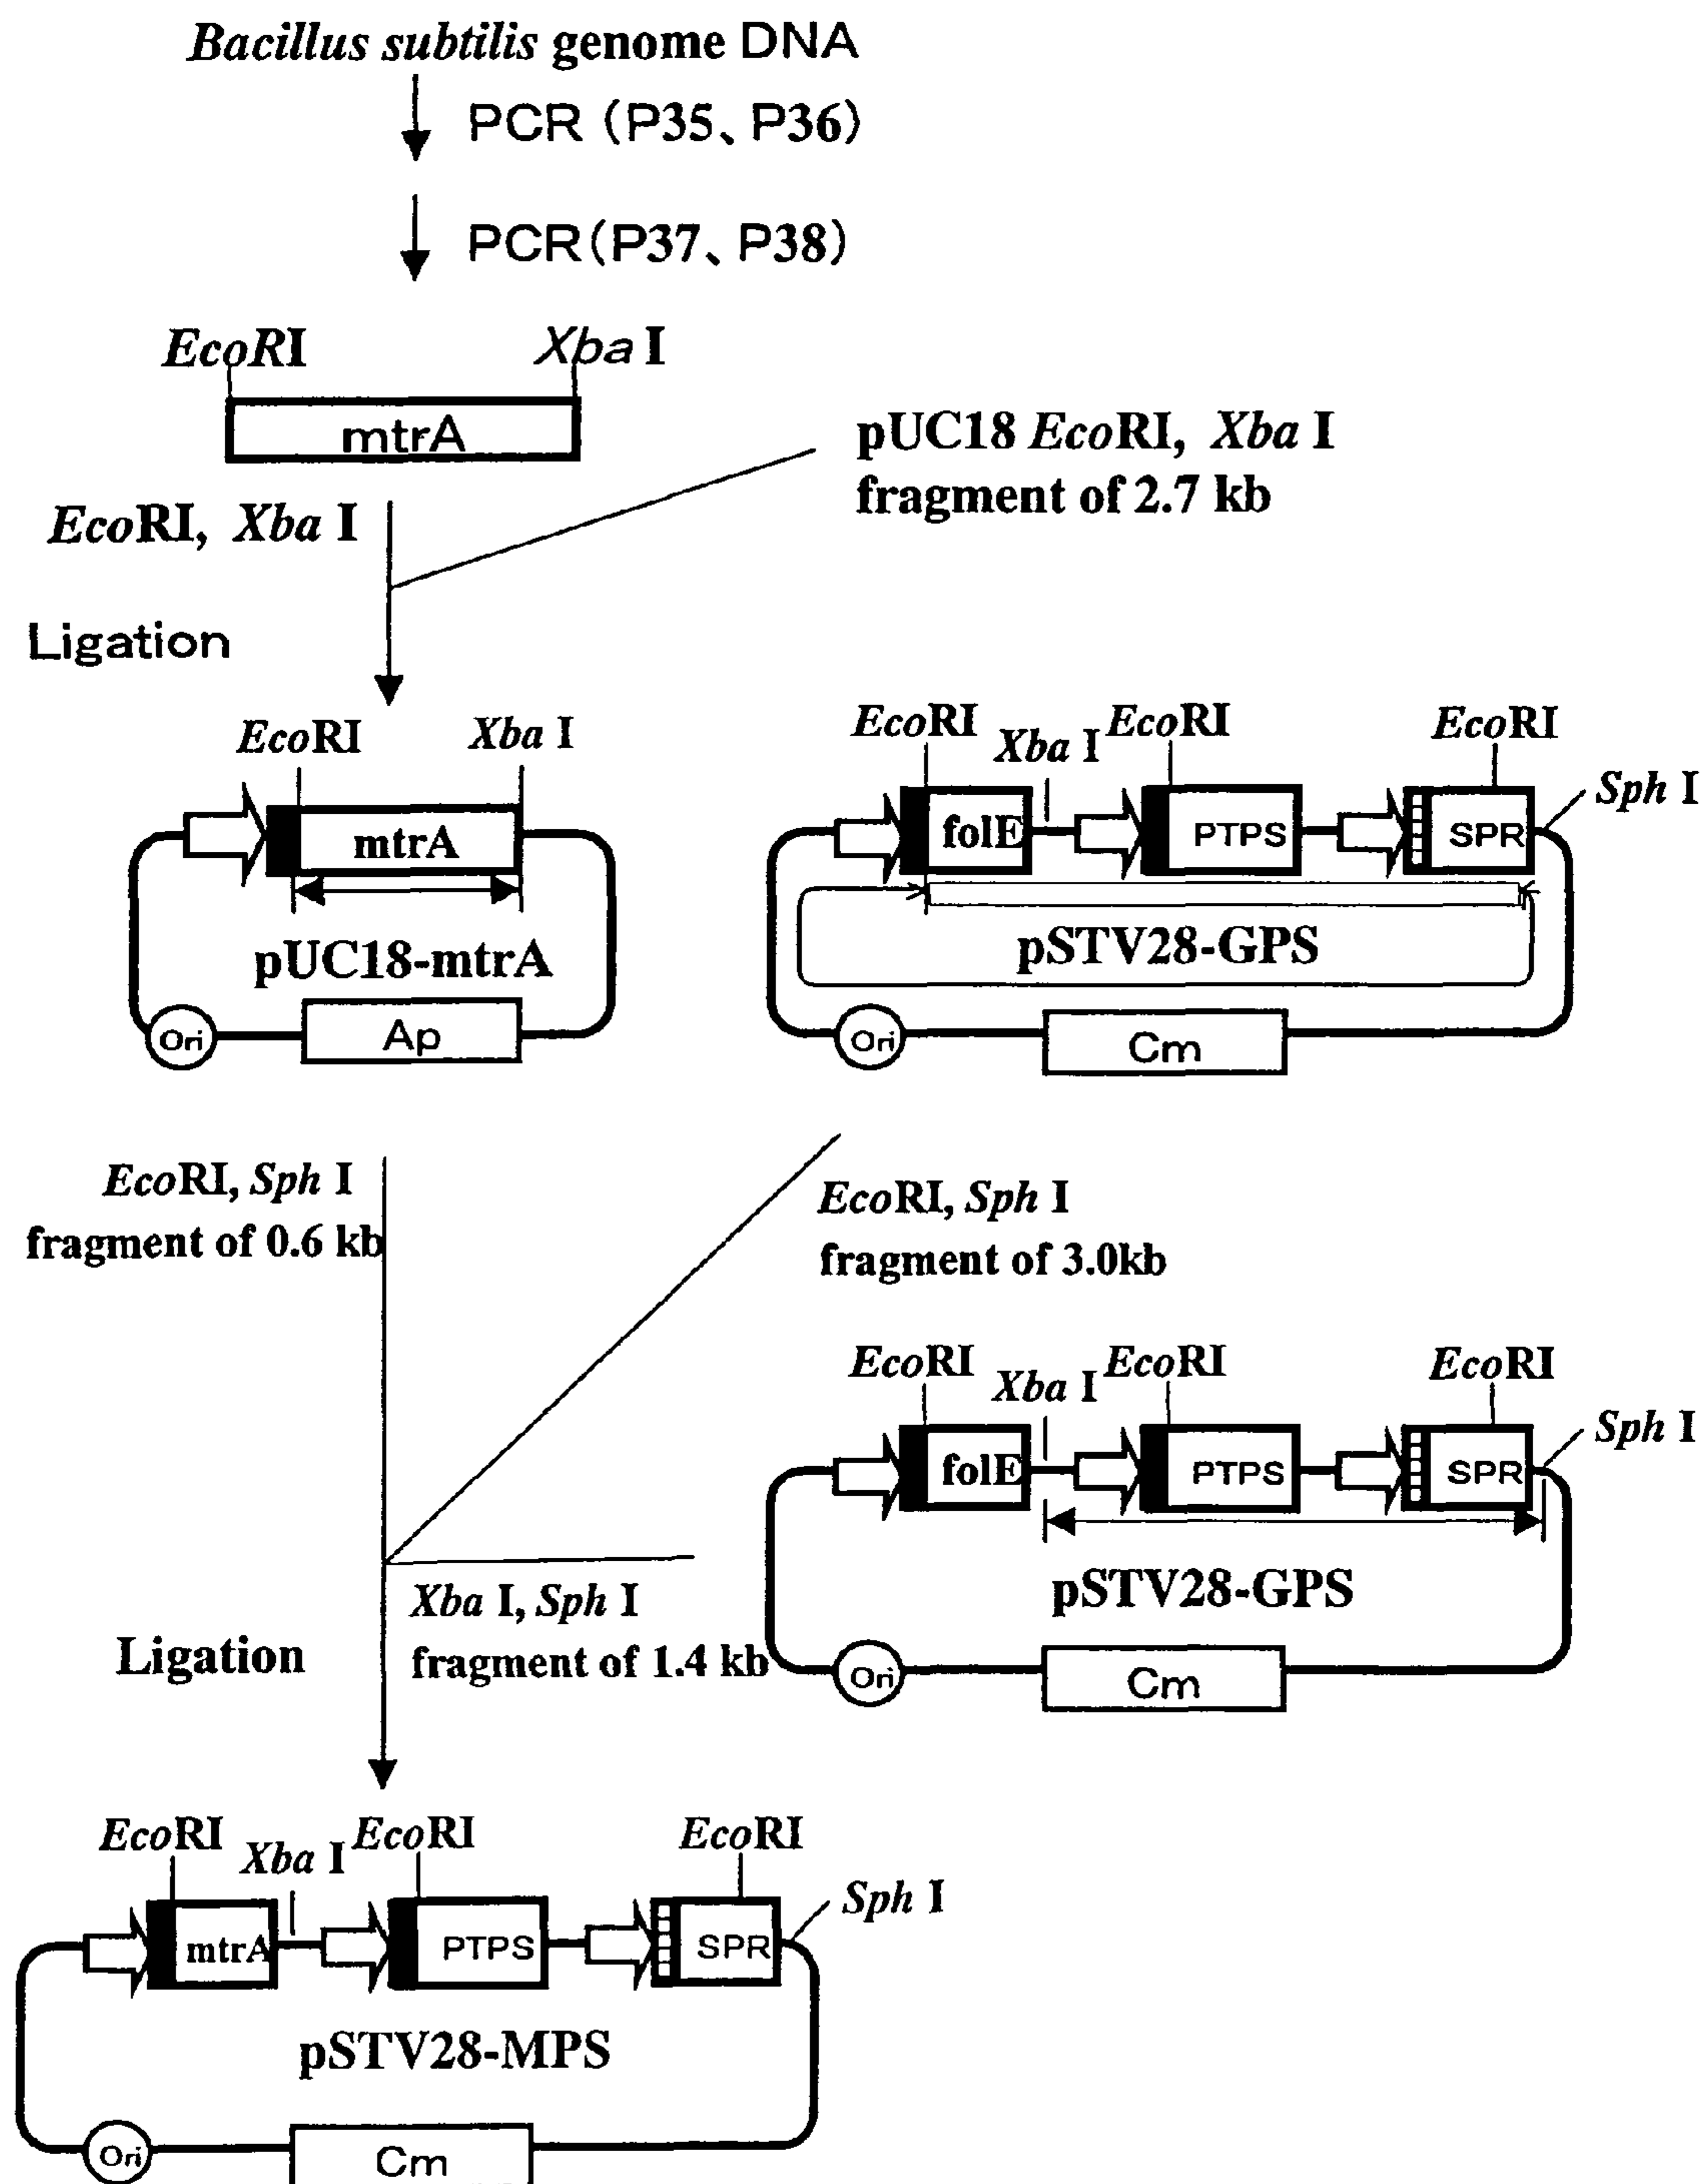 Bacillus subtilis genome DNA
PCR (P35、P36)
PCR(P37、P38)
EcoRI
Xba I
mtrA
pUC18 EcoRI, Xba I
fragment of 2.7 kb
EcoRI, Xba I
Ligation
EcoRI
Xba I
mtrA
pUC18-mtrA
Ori
Ap
EcoRI
Xba I
EcoRI
EcoRI
Sph I
folE
PTPS
SPR
pSTV28-GPS
Ori
Cm
EcoRI, Sph I
fragment of 0.6 kb
EcoRI, Sph I
fragment of 3.0kb
EcoRI
Xba I
EcoRI
EcoRI
Sph I
folE
PTPS
SPR
pSTV28-GPS
Ori
Cm
Xba I, Sph I
fragment of 1.4 kb
Ligation
EcoRI
Xba I
EcoRI
EcoRI
Sph I
mtrA
PTPS
SPR
pSTV28-MPS
Ori
Cm